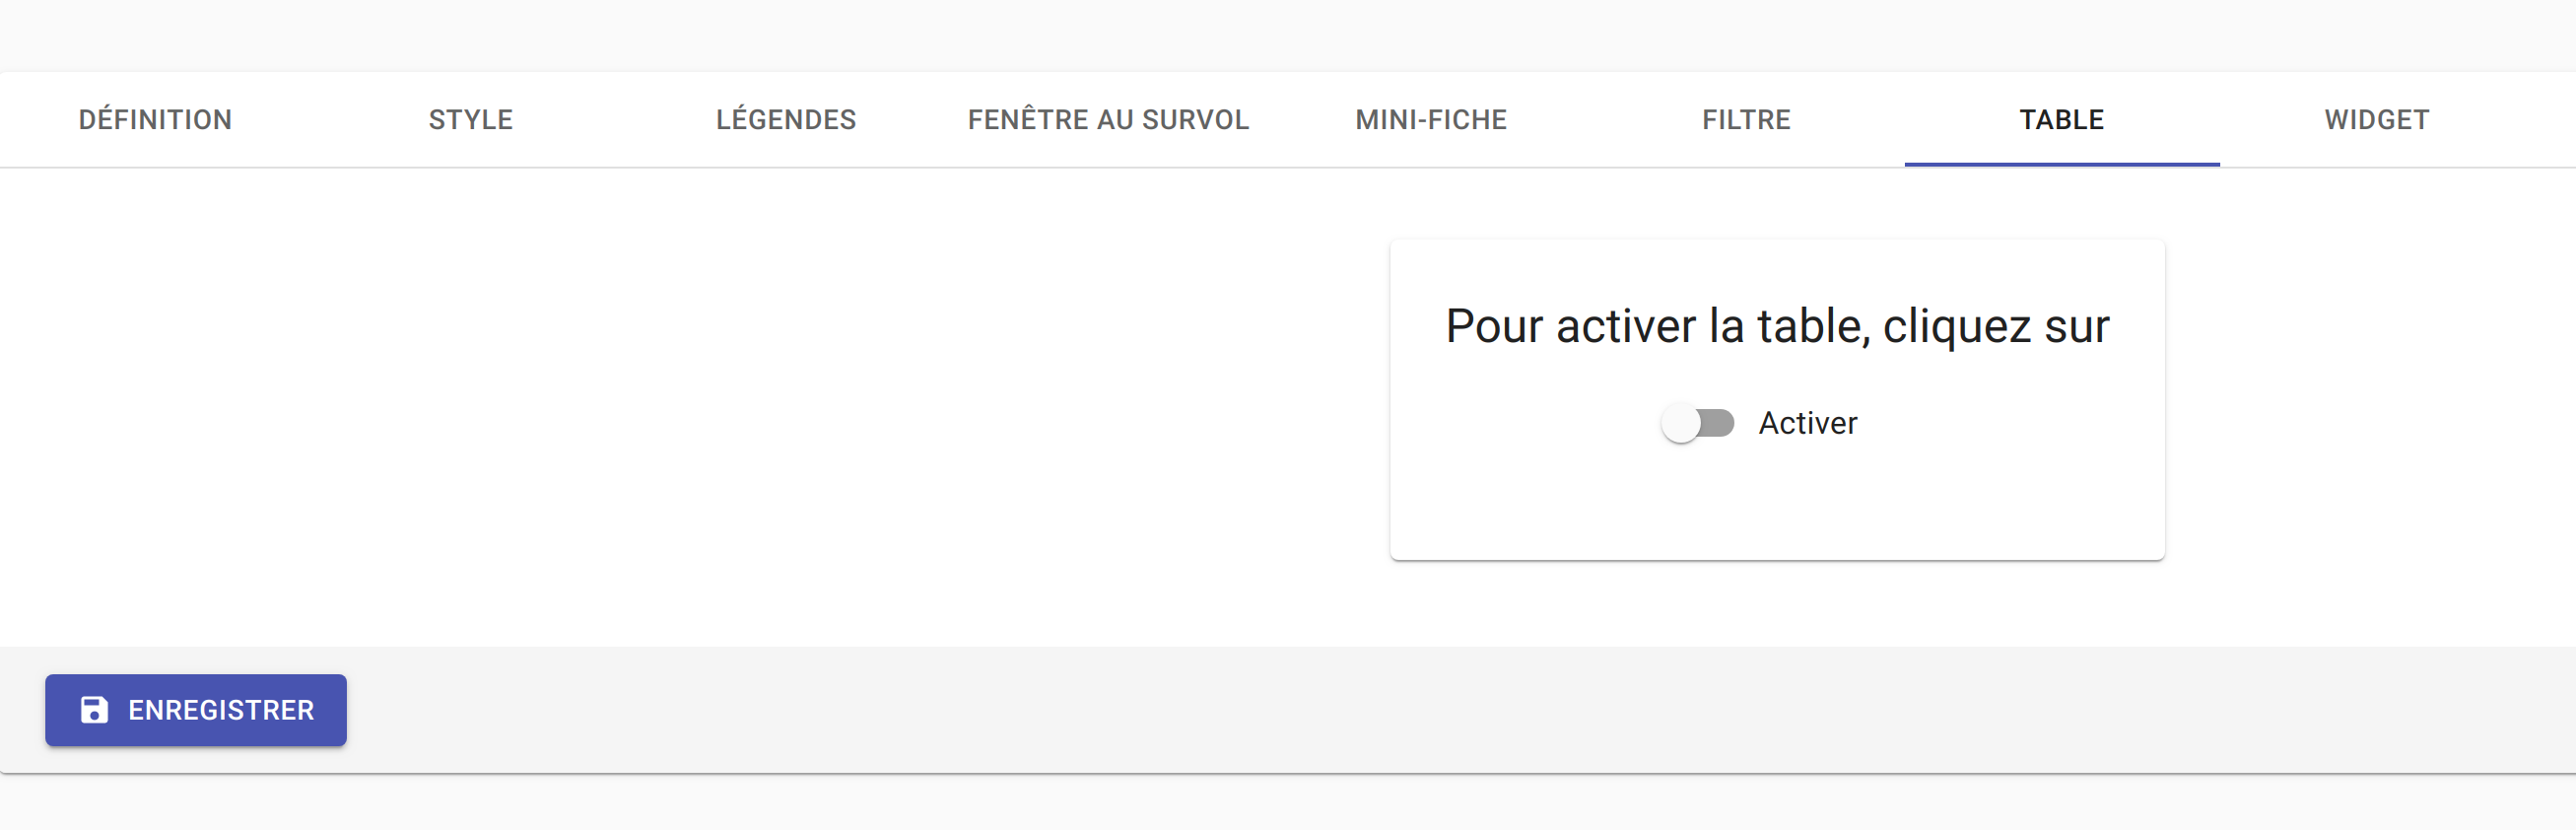 DÉFINITION STYLE LÉGENDES FENÊTRE AU SURVOL MINI-FICHE FILTRE TABLE WIDGET
Pour activer la table, cliquez sur
Activer
ENREGISTRER